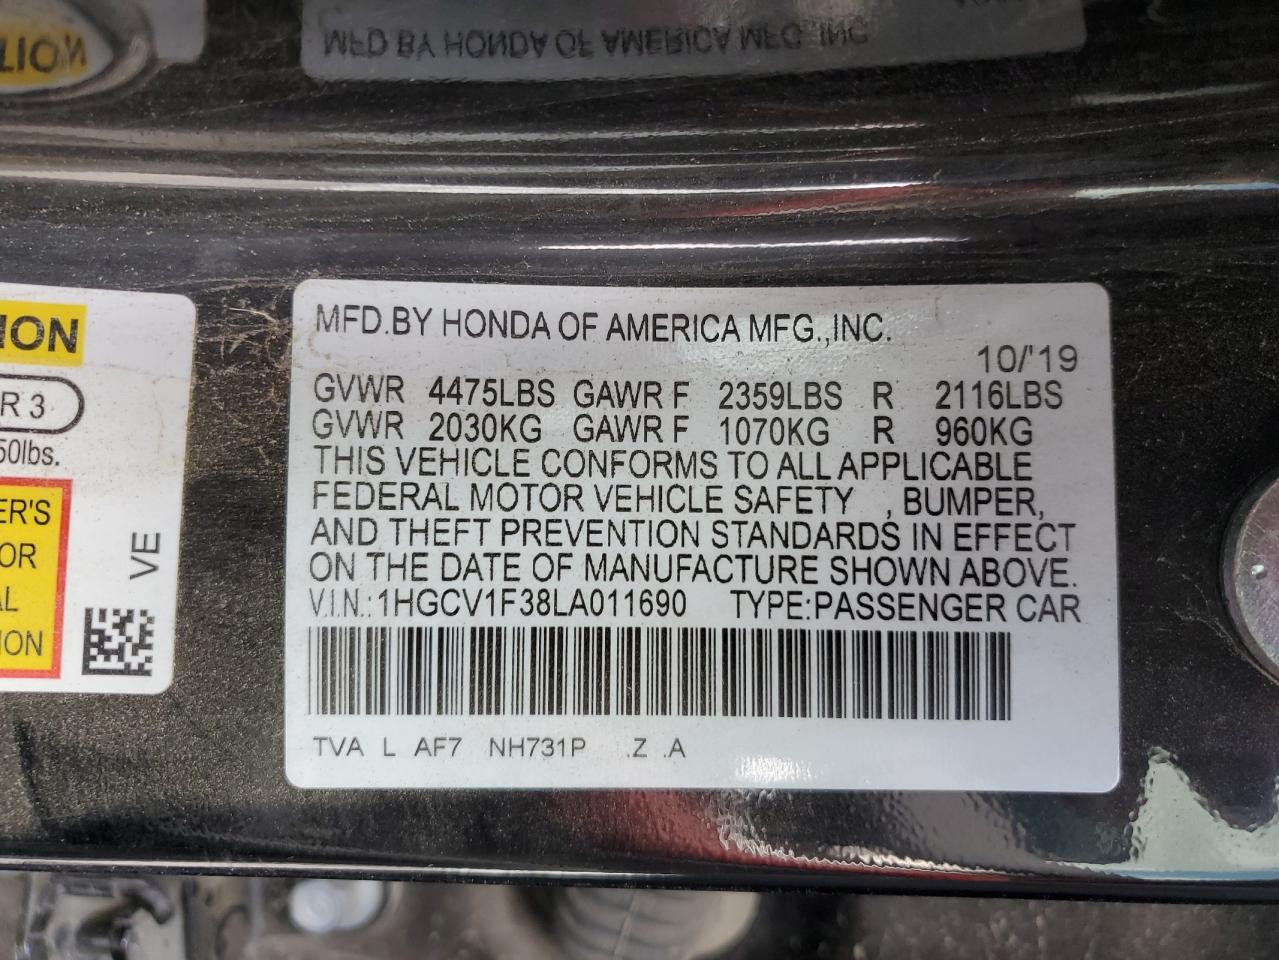 MFD BY HONDA OF AMERICA MFG INC
MFD.BY HONDA OF AMERICA MFG.,INC.
10/'19
GVWR 4475LBS GAWR F 2359LBS R 2116LBS
GVWR 2030KG GAWR F 1070KG R 960KG
THIS VEHICLE CONFORMS TO ALL APPLICABLE
FEDERAL MOTOR VEHICLE SAFETY , BUMPER,
AND THEFT PREVENTION STANDARDS IN EFFECT
ON THE DATE OF MANUFACTURE SHOWN ABOVE.
V.I.N.:1HGCV1F38LA011690 TYPE:PASSENGER CAR
TVA L AF7 NH731P .Z .A
ION
R 3
50lbs.
ER'S
OR
AL
ION
VE